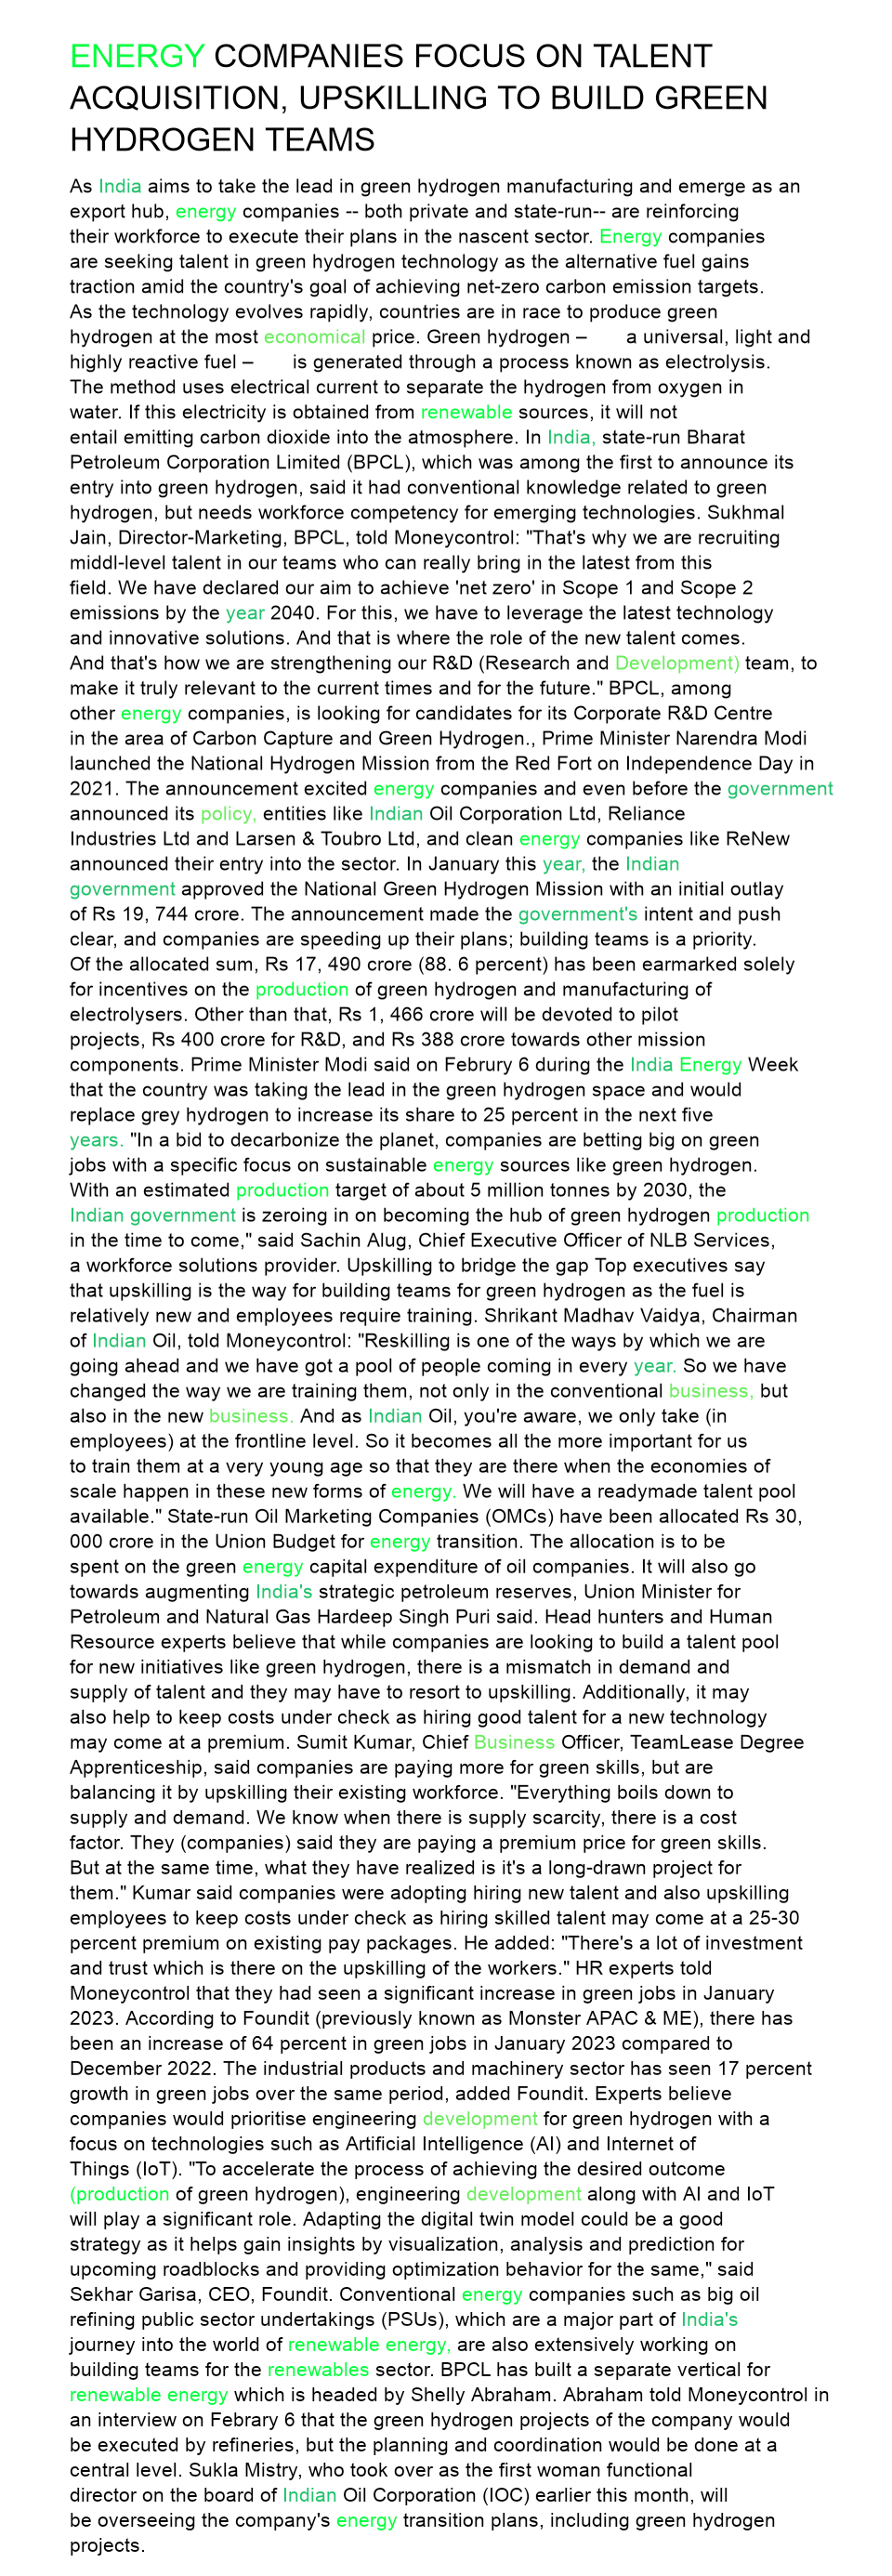 ENERGY COMPANIES FOCUS ON TALENT
ACQUISITION, UPSKILLING TO BUILD GREEN
HYDROGEN TEAMS
As India aims to take the lead in green hydrogen manufacturing and emerge as an
export hub, energy companies -- both private and state-run-- are reinforcing
their workforce to execute their plans in the nascent sector. Energy companies
are seeking talent in green hydrogen technology as the alternative fuel gains
traction amid the country's goal of achieving net-zero carbon emission targets.
As the technology evolves rapidly, countries are in race to produce green
hydrogen at the most economical price. Green hydrogen – a universal, light and
highly reactive fuel – is generated through a process known as electrolysis.
The method uses electrical current to separate the hydrogen from oxygen in
water. If this electricity is obtained from renewable sources, it will not
entail emitting carbon dioxide into the atmosphere. In India, state-run Bharat
Petroleum Corporation Limited (BPCL), which was among the first to announce its
entry into green hydrogen, said it had conventional knowledge related to green
hydrogen, but needs workforce competency for emerging technologies. Sukhmal
Jain, Director-Marketing, BPCL, told Moneycontrol: "That's why we are recruiting
middl-level talent in our teams who can really bring in the latest from this
field. We have declared our aim to achieve 'net zero' in Scope 1 and Scope 2
emissions by the year 2040. For this, we have to leverage the latest technology
and innovative solutions. And that is where the role of the new talent comes.
And that's how we are strengthening our R&D (Research and Development) team, to
make it truly relevant to the current times and for the future." BPCL, among
other energy companies, is looking for candidates for its Corporate R&D Centre
in the area of Carbon Capture and Green Hydrogen., Prime Minister Narendra Modi
launched the National Hydrogen Mission from the Red Fort on Independence Day in
2021. The announcement excited energy companies and even before the government
announced its policy, entities like Indian Oil Corporation Ltd, Reliance
Industries Ltd and Larsen & Toubro Ltd, and clean energy companies like ReNew
announced their entry into the sector. In January this year, the Indian
government approved the National Green Hydrogen Mission with an initial outlay
of Rs 19, 744 crore. The announcement made the government's intent and push
clear, and companies are speeding up their plans; building teams is a priority.
Of the allocated sum, Rs 17, 490 crore (88. 6 percent) has been earmarked solely
for incentives on the production of green hydrogen and manufacturing of
electrolysers. Other than that, Rs 1, 466 crore will be devoted to pilot
projects, Rs 400 crore for R&D, and Rs 388 crore towards other mission
components. Prime Minister Modi said on Februry 6 during the India Energy Week
that the country was taking the lead in the green hydrogen space and would
replace grey hydrogen to increase its share to 25 percent in the next five
years. "In a bid to decarbonize the planet, companies are betting big on green
jobs with a specific focus on sustainable energy sources like green hydrogen.
With an estimated production target of about 5 million tonnes by 2030, the
Indian government is zeroing in on becoming the hub of green hydrogen production
in the time to come," said Sachin Alug, Chief Executive Officer of NLB Services,
a workforce solutions provider. Upskilling to bridge the gap Top executives say
that upskilling is the way for building teams for green hydrogen as the fuel is
relatively new and employees require training. Shrikant Madhav Vaidya, Chairman
of Indian Oil, told Moneycontrol: "Reskilling is one of the ways by which we are
going ahead and we have got a pool of people coming in every year. So we have
changed the way we are training them, not only in the conventional business, but
also in the new business. And as Indian Oil, you're aware, we only take (in
employees) at the frontline level. So it becomes all the more important for us
to train them at a very young age so that they are there when the economies of
scale happen in these new forms of energy. We will have a readymade talent pool
available." State-run Oil Marketing Companies (OMCs) have been allocated Rs 30,
000 crore in the Union Budget for energy transition. The allocation is to be
spent on the green energy capital expenditure of oil companies. It will also go
towards augmenting India's strategic petroleum reserves, Union Minister for
Petroleum and Natural Gas Hardeep Singh Puri said. Head hunters and Human
Resource experts believe that while companies are looking to build a talent pool
for new initiatives like green hydrogen, there is a mismatch in demand and
supply of talent and they may have to resort to upskilling. Additionally, it may
also help to keep costs under check as hiring good talent for a new technology
may come at a premium. Sumit Kumar, Chief Business Officer, TeamLease Degree
Apprenticeship, said companies are paying more for green skills, but are
balancing it by upskilling their existing workforce. "Everything boils down to
supply and demand. We know when there is supply scarcity, there is a cost
factor. They (companies) said they are paying a premium price for green skills.
But at the same time, what they have realized is it's a long-drawn project for
them." Kumar said companies were adopting hiring new talent and also upskilling
employees to keep costs under check as hiring skilled talent may come at a 25-30
percent premium on existing pay packages. He added: "There's a lot of investment
and trust which is there on the upskilling of the workers." HR experts told
Moneycontrol that they had seen a significant increase in green jobs in January
2023. According to Foundit (previously known as Monster APAC & ME), there has
been an increase of 64 percent in green jobs in January 2023 compared to
December 2022. The industrial products and machinery sector has seen 17 percent
growth in green jobs over the same period, added Foundit. Experts believe
companies would prioritise engineering development for green hydrogen with a
focus on technologies such as Artificial Intelligence (AI) and Internet of
Things (IoT). "To accelerate the process of achieving the desired outcome
(production of green hydrogen), engineering development along with AI and IoT
will play a significant role. Adapting the digital twin model could be a good
strategy as it helps gain insights by visualization, analysis and prediction for
upcoming roadblocks and providing optimization behavior for the same," said
Sekhar Garisa, CEO, Foundit. Conventional energy companies such as big oil
refining public sector undertakings (PSUs), which are a major part of India's
journey into the world of renewable energy, are also extensively working on
building teams for the renewables sector. BPCL has built a separate vertical for
renewable energy which is headed by Shelly Abraham. Abraham told Moneycontrol in
an interview on Febrary 6 that the green hydrogen projects of the company would
be executed by refineries, but the planning and coordination would be done at a
central level. Sukla Mistry, who took over as the first woman functional
director on the board of Indian Oil Corporation (IOC) earlier this month, will
be overseeing the company's energy transition plans, including green hydrogen
projects.